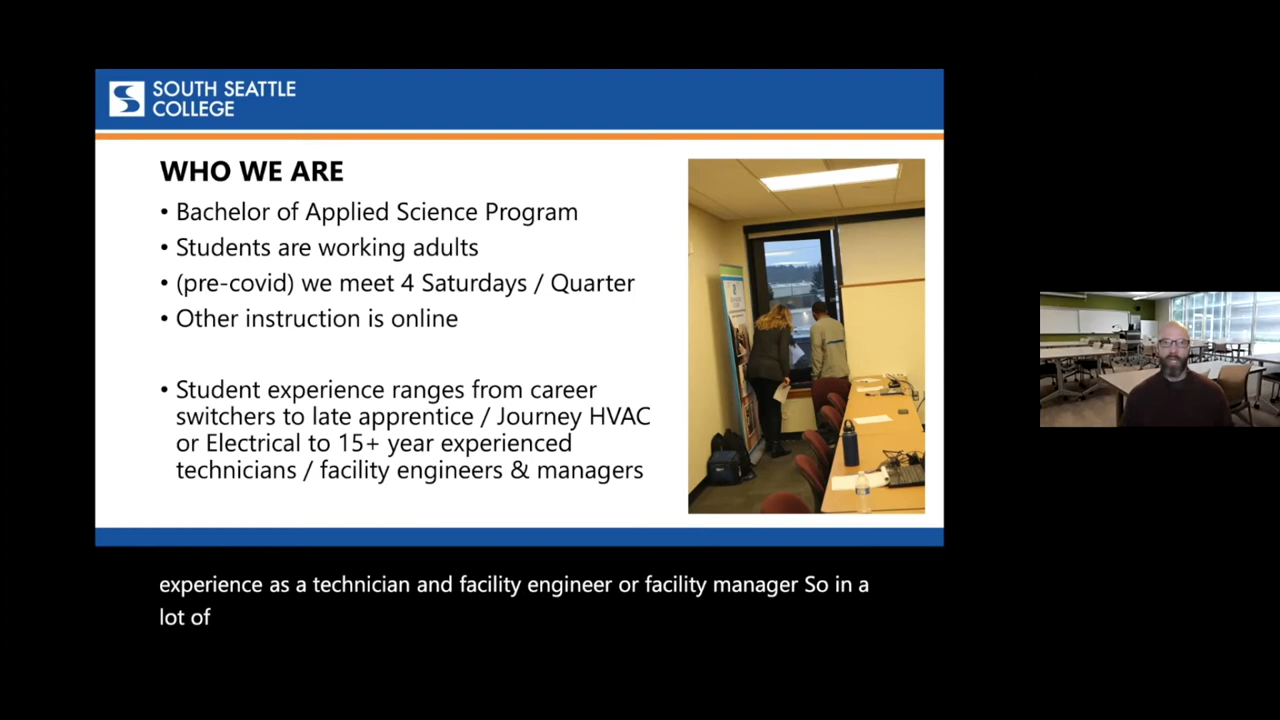 SOUTH SEATTLE
COLLEGE
WHO WE ARE
• Bachelor of Applied Science Program
• Students are working adults
• (pre-covid) we meet 4 Saturdays / Quarter
• Other instruction is online
• Student experience ranges from career
switchers to late apprentice / Journey HVAC
or Electrical to 15+ year experienced
technicians / facility engineers & managers
experience as a technician and facility engineer or facility manager So in a
lot of